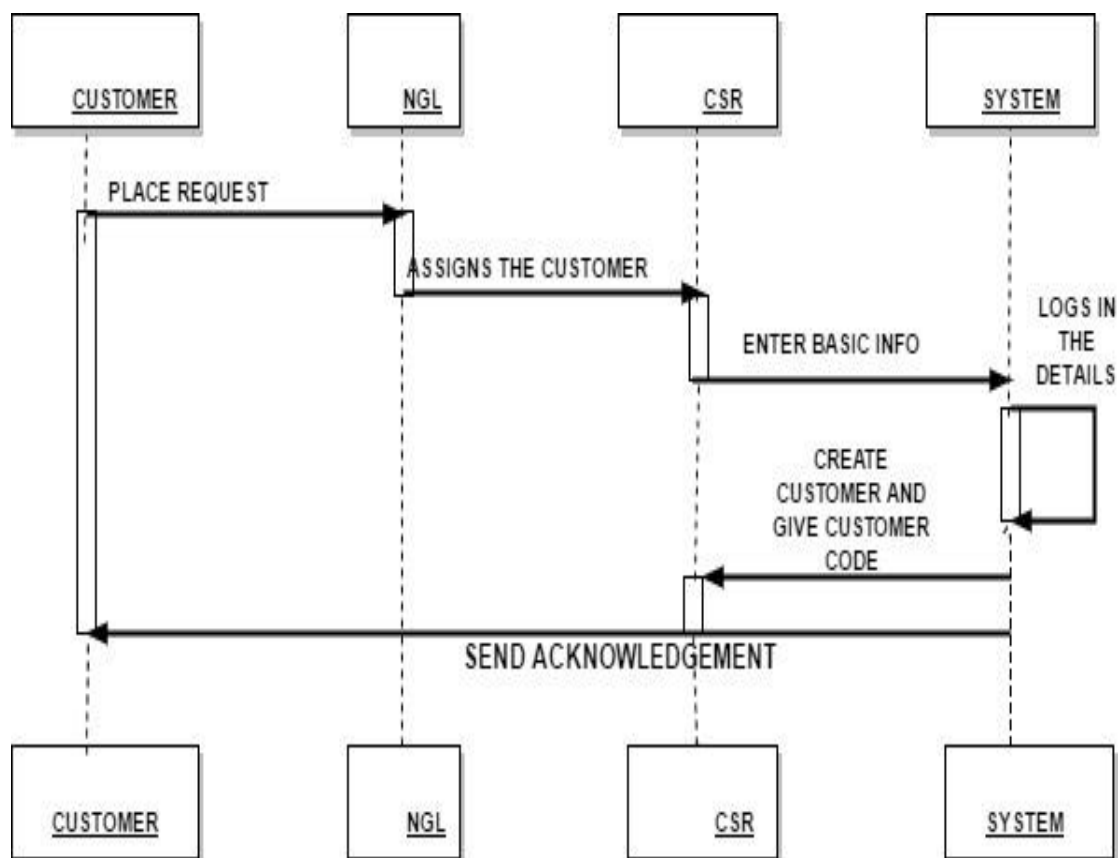 CUSTOMER
NGL
CSR
SYSTEM
PLACE REQUEST
ASSIGNS THE CUSTOMER
ENTER BASIC INFO
LOGS IN
THE
DETAILS
CREATE
CUSTOMER AND
GIVE CUSTOMER
CODE
SEND ACKNOWLEDGEMENT
CUSTOMER
NGL
CSR
SYSTEM